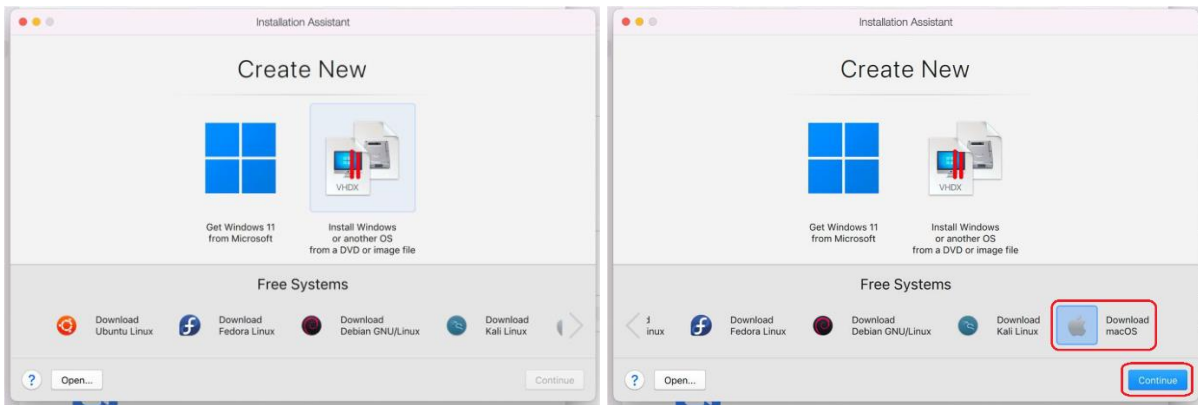 Installation Assistant
Create New
VHDX
Get Windows 11
from Microsoft
Install Windows
or another OS
from a DVD or image file
Free Systems
Download
Ubuntu Linux
Download
Fedora Linux
Download
Debian GNU/Linux
Download
Kali Linux
?
Open...
Continue
Installation Assistant
Create New
VHDX
Get Windows 11
from Microsoft
Install Windows
or another OS
from a DVD or image file
Free Systems
inux
Download
Fedora Linux
Download
Debian GNU/Linux
Download
Kali Linux
Download
macOS
?
Open...
Continue